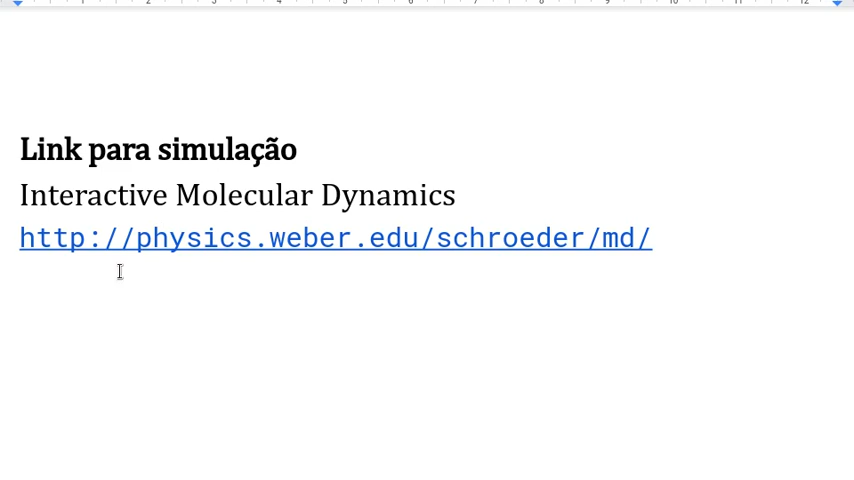 Link para simulação
Interactive Molecular Dynamics
http://physics.weber.edu/schroeder/md/